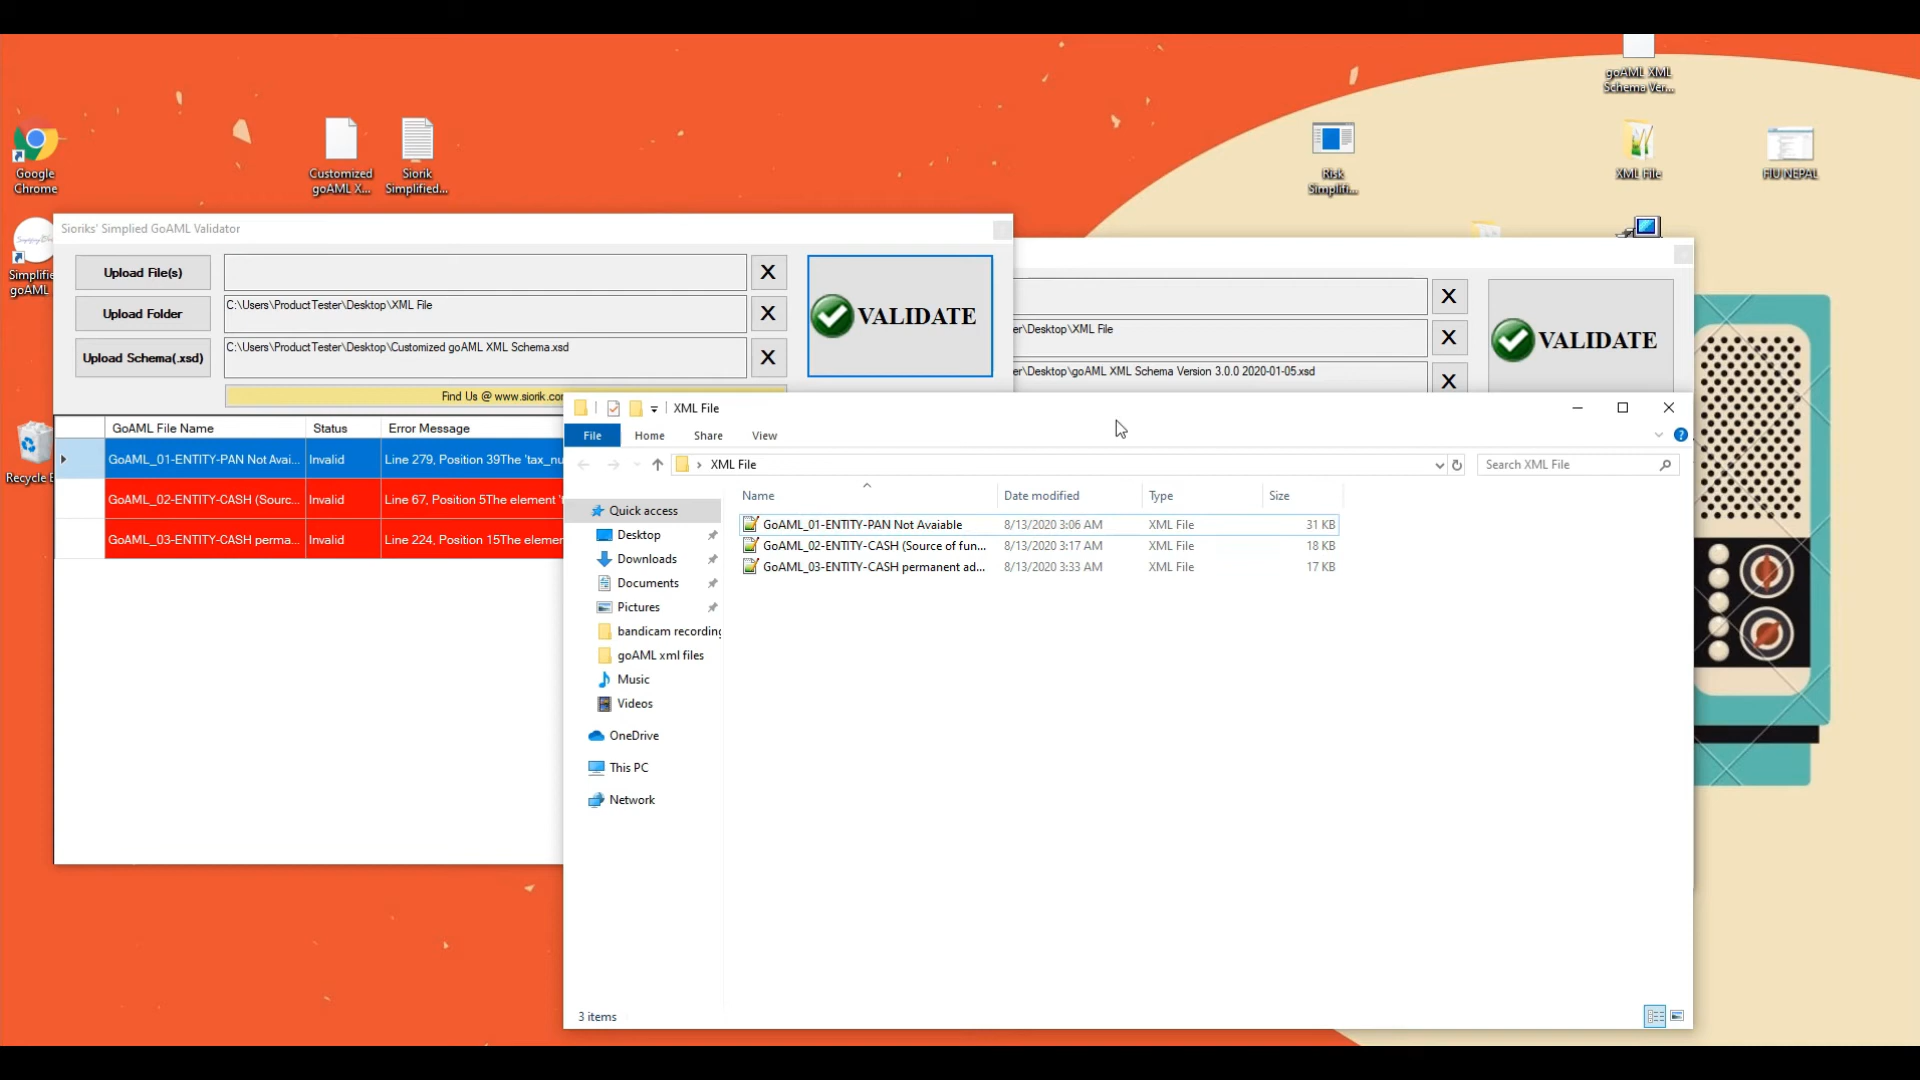 goAML XML
Schema Ver...
Google
Chrome
Customized
goAML X...
Siorik
Simplified...
Risk
Simplifi...
XML File
FIU NEPAL
Simplifie
goAML
Recycle B
Sioriks' Simplied GoAML Validator
Upload File(s)
X
Upload Folder
C:\Users\ProductTester\Desktop\XML File
X
Upload Schema(.xsd)
C:\Users\ProductTester\Desktop\Customized goAML XML Schema.xsd
X
VALIDATE
Find Us @ www.siorik.com
X
er\Desktop\XML File
X
er\Desktop\goAML XML Schema Version 3.0.0 2020-01-05.xsd
X
VALIDATE
GoAML File Name Status Error Message
GoAML_01-ENTITY-PAN Not Avai... Invalid Line 279, Position 39The 'tax_nu
GoAML_02-ENTITY-CASH (Sourc... Invalid Line 67, Position 5The element '
GoAML_03-ENTITY-CASH perma... Invalid Line 224, Position 15The elemen
XML File
File Home Share View
XML File
Search XML File
Name Date modified Type Size
GoAML_01-ENTITY-PAN Not Avaiable 8/13/2020 3:06 AM XML File 31 KB
GoAML_02-ENTITY-CASH (Source of fun... 8/13/2020 3:17 AM XML File 18 KB
GoAML_03-ENTITY-CASH permanent ad... 8/13/2020 3:33 AM XML File 17 KB
Quick access
Desktop
Downloads
Documents
Pictures
bandicam recording
goAML xml files
Music
Videos
OneDrive
This PC
Network
3 items